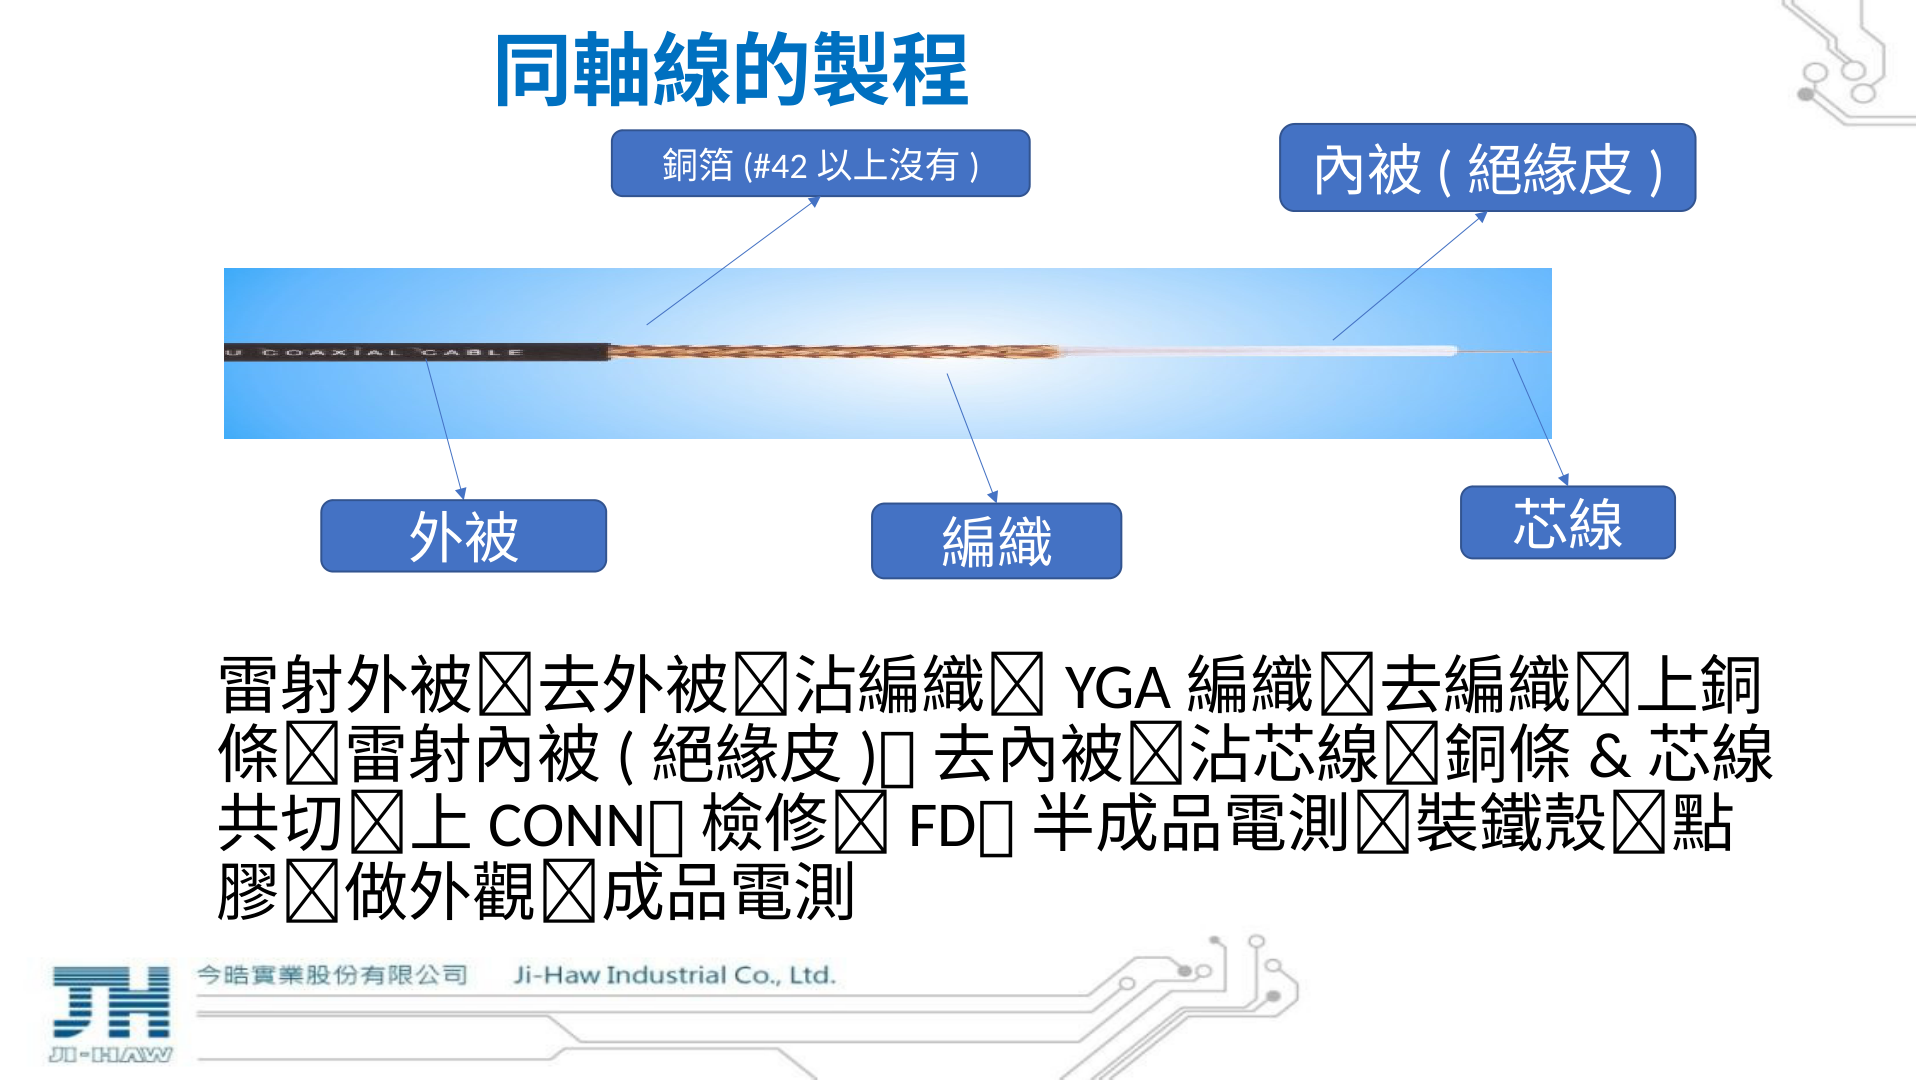 同軸線的製程
銅箔 (#42 以上沒有 )
內被 ( 絕緣皮 )
U COAXIAL CABLE
外被
編織
芯線
雷射外被去外被沾編織 YGA 編織去編織上銅
條雷射內被 ( 絕緣皮 ) 去內被沾芯線銅條 & 芯線
共切上 CONN 檢修 FD 半成品電測裝鐵殼點
膠做外觀成品電測
今皓實業股份有限公司 Ji-Haw Industrial Co., Ltd.
JH
JI-HAW